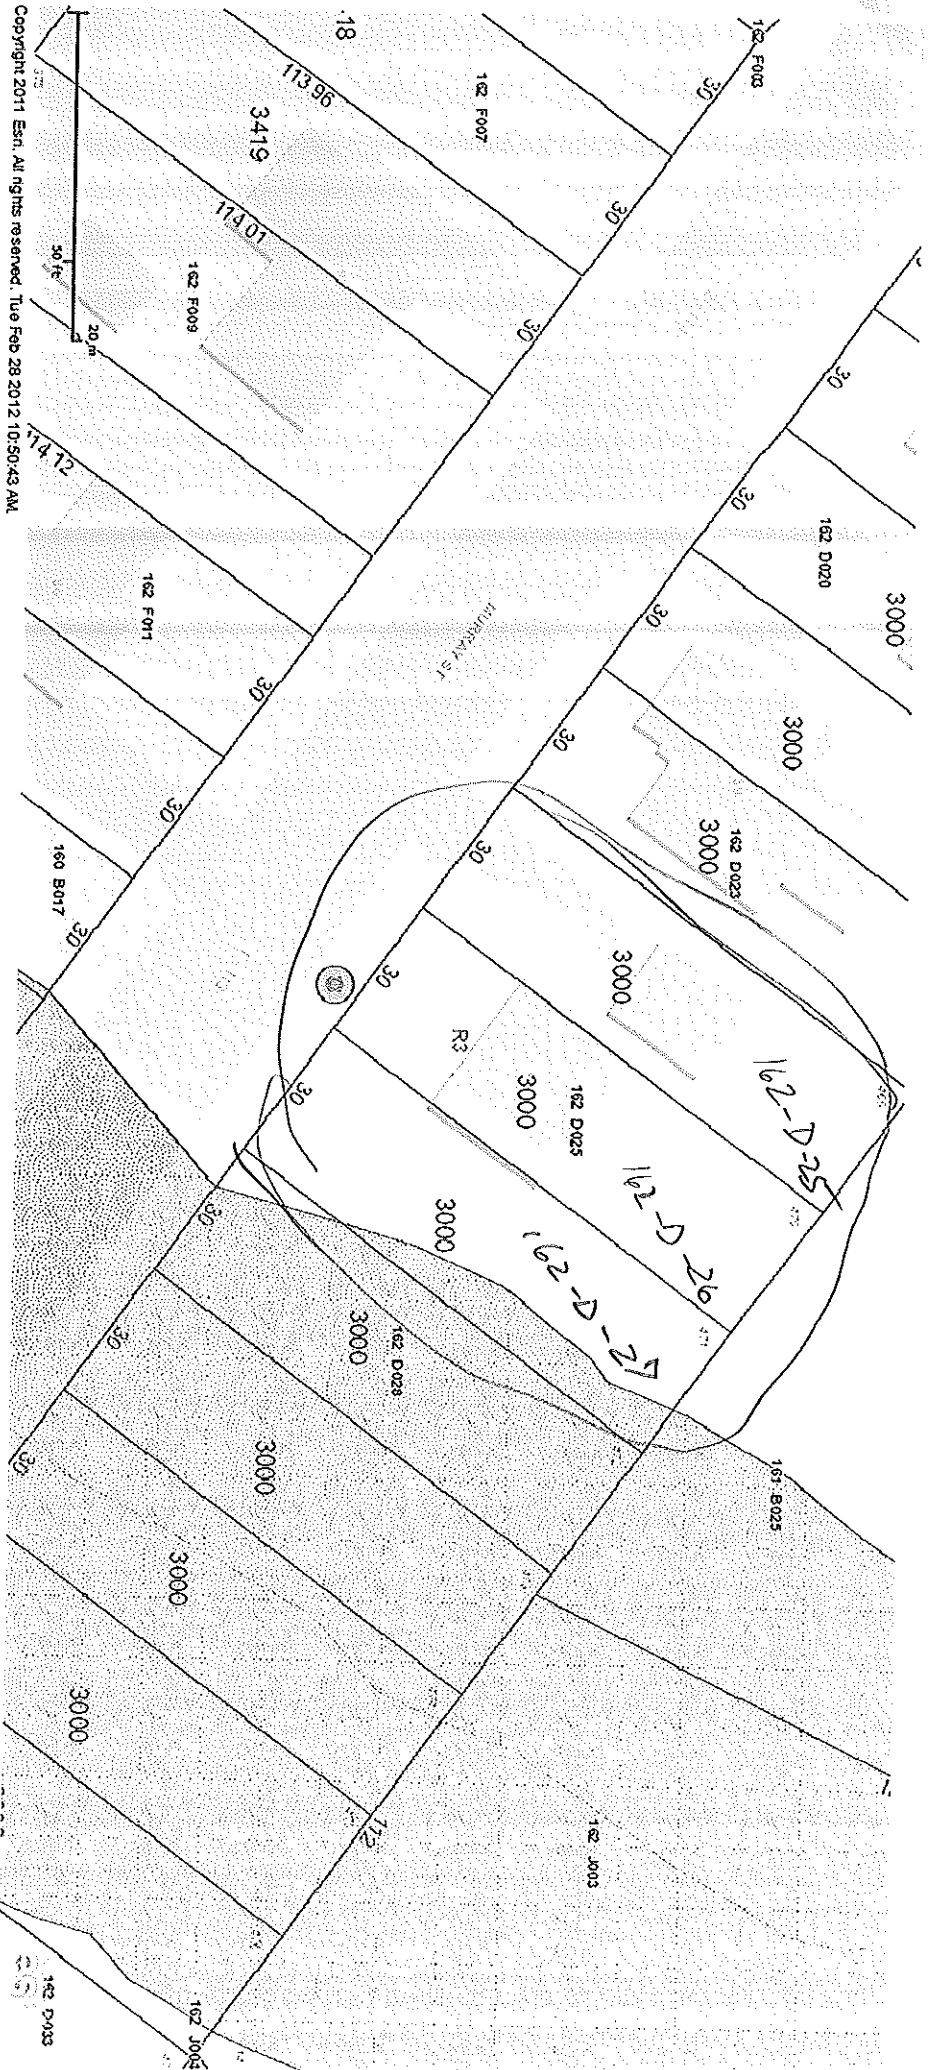 162 F003
30
.18
113.96
162 F007
30
3419
114.01
162 F009
30
30
162 D020
3000
30
30
3000
MURRAY ST
50 ft
20 m
114.12
162 F011
30
30
162 D023
3000
30
160 B017
30
30
3000
162-D-25
30
R3
162 D025
3000
162-D-26
30
3000
162-D-27
30
162 D028
3000
161 B025
30
3000
30
3000
3000
112
162 J003
162 J004
162 D033
Copyright 2011 Esri. All rights reserved. Tue Feb 28 2012 10:50:43 AM.